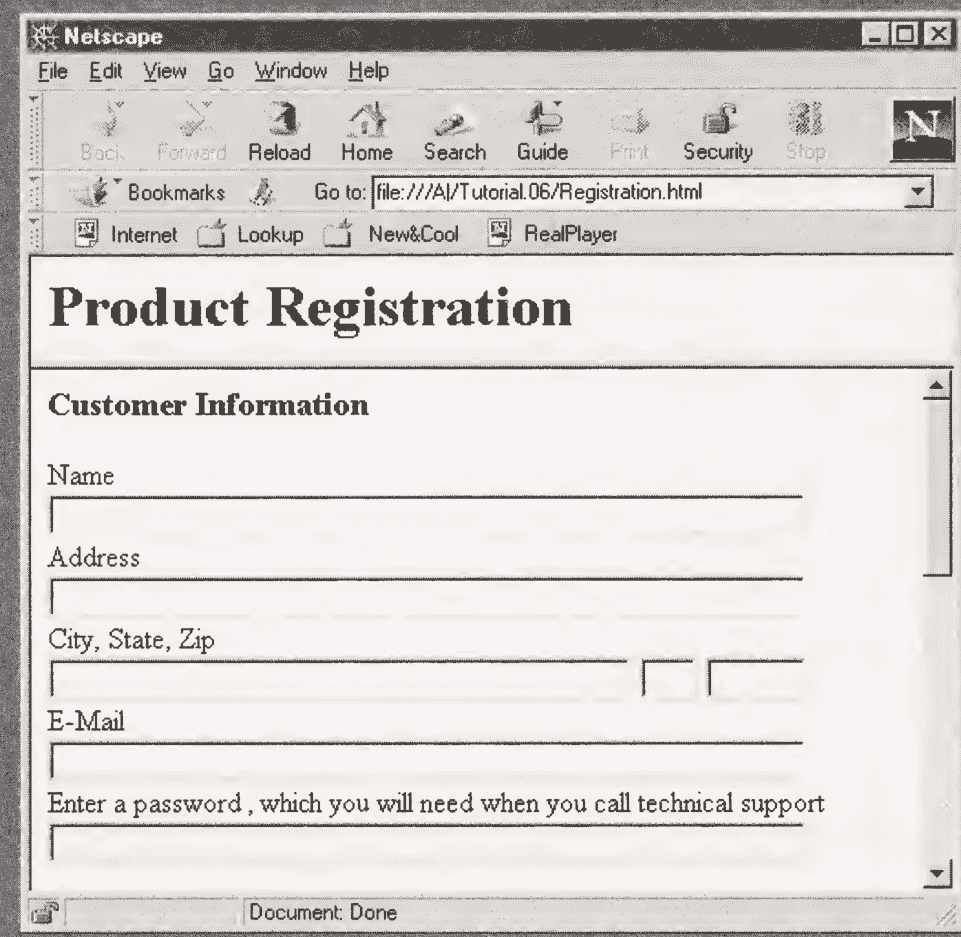 Netscape
File Edit View Go Window Help
N
Back Forward Reload Home Search Guide Print Security Stop
Bookmarks Go to: file:///A|/Tutorial.06/Registration.html
Internet Lookup New&Cool RealPlayer
Product Registration
Customer Information
Name
Address
City, State, Zip
E-Mail
Enter a password , which you will need when you call technical support
Document: Done